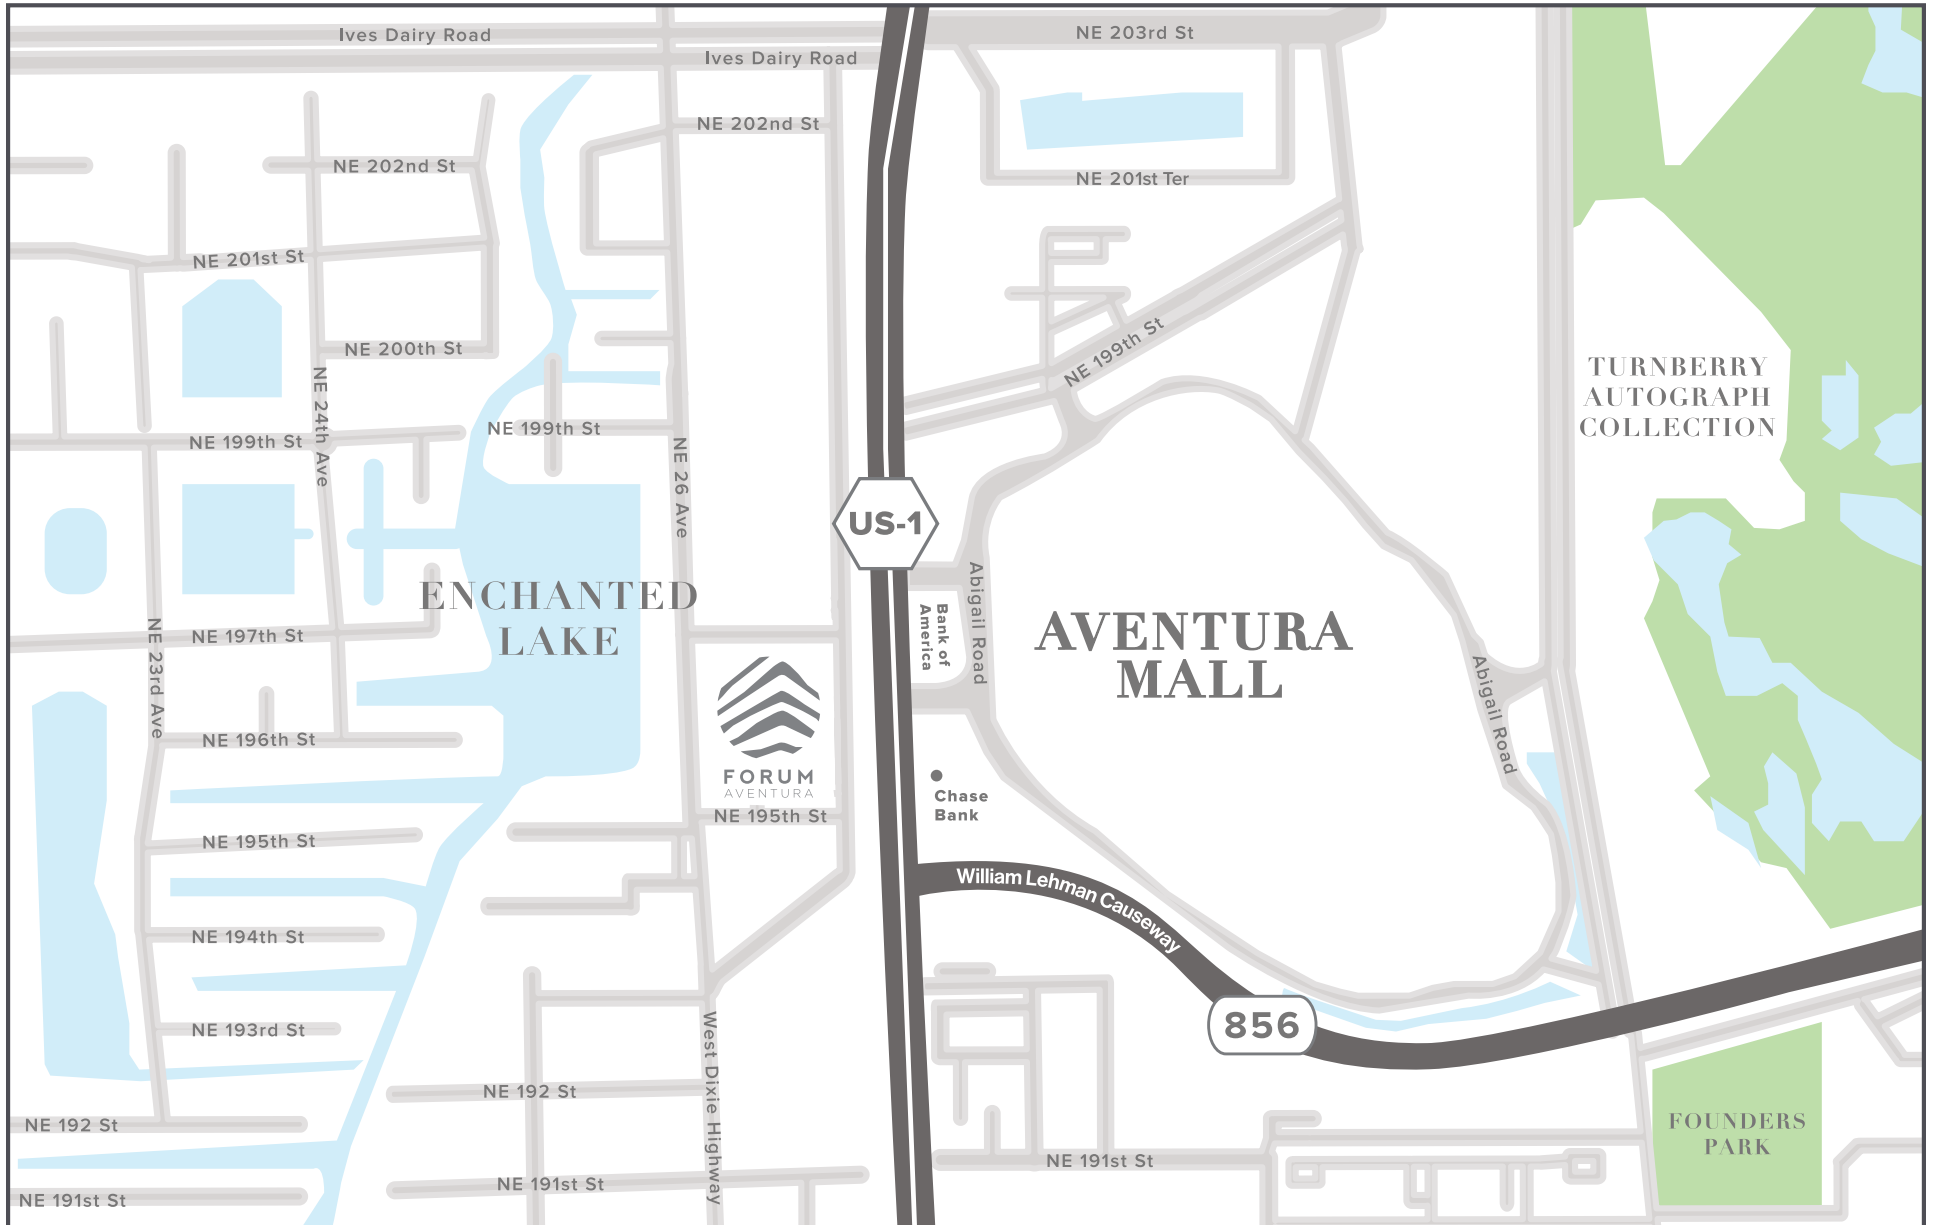 Ives Dairy Road
NE 203rd St
Ives Dairy Road
NE 202nd St
NE 202nd St
NE 201st Ter
NE 201st St
NE 200th St
NE 199th St
TURNBERRY
AUTOGRAPH
COLLECTION
NE 24th Ave
NE 199th St
NE 199th St
NE 26 Ave
US-1
Abigail Road
ENCHANTED
LAKE
Bank of
America
AVENTURA
MALL
NE 23rd Ave
NE 197th St
Abigail Road
NE 196th St
FORUM
AVENTURA
Chase
Bank
NE 195th St
NE 195th St
William Lehman Causeway
NE 194th St
856
NE 193rd St
West Dixie Highway
NE 192 St
NE 192 St
FOUNDERS
PARK
NE 191st St
NE 191st St
NE 191st St